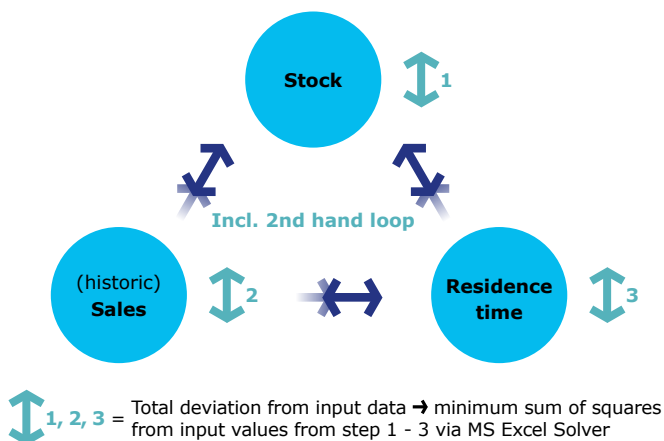 Stock
1
Incl. 2nd hand loop
(historic)
Sales
2
Residence
time
3
1, 2, 3 = Total deviation from input data → minimum sum of squares
from input values from step 1 - 3 via MS Excel Solver